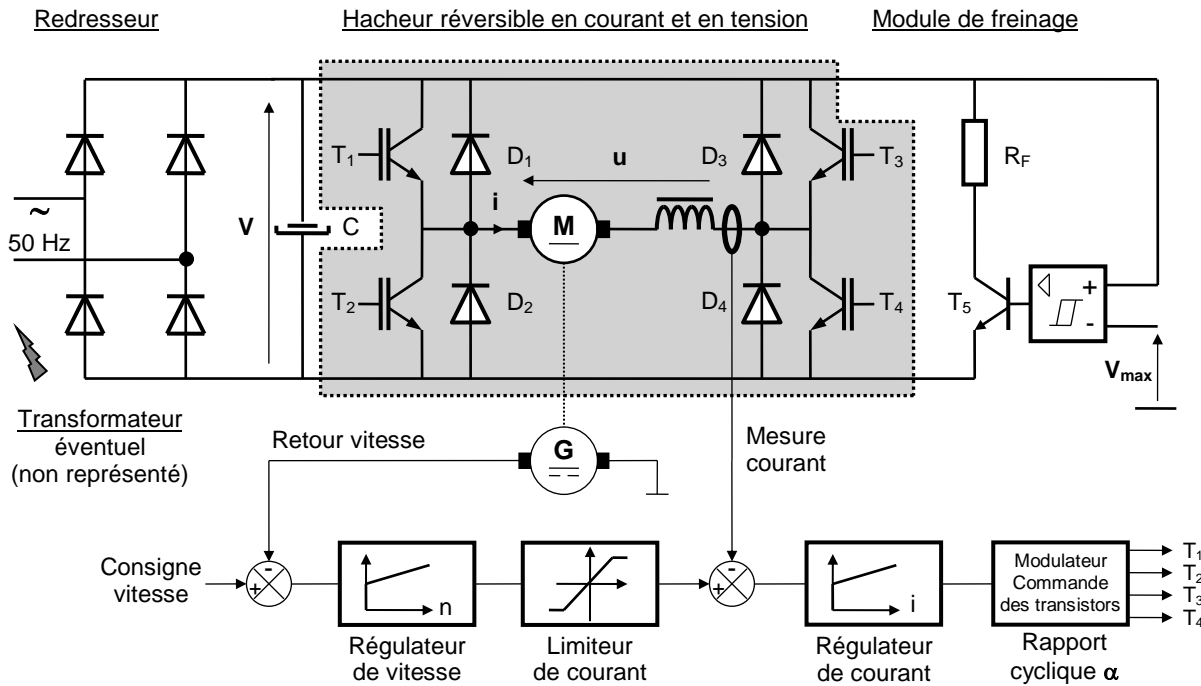 Redresseur
Hacheur réversible en courant et en tension
Module de freinage
T1
D1
u
D3
T3
RF
~
50 Hz
V
C
i
M
T2
D2
D4
T4
T5
+
-
Vmax
Transformateur
éventuel
(non représenté)
Retour vitesse
G
Mesure
courant
Consigne
vitesse
-
+
n
-
+
i
Modulateur
Commande
des transistors
T1
T2
T3
T4
Régulateur
de vitesse
Limiteur
de courant
Régulateur
de courant
Rapport
cyclique α